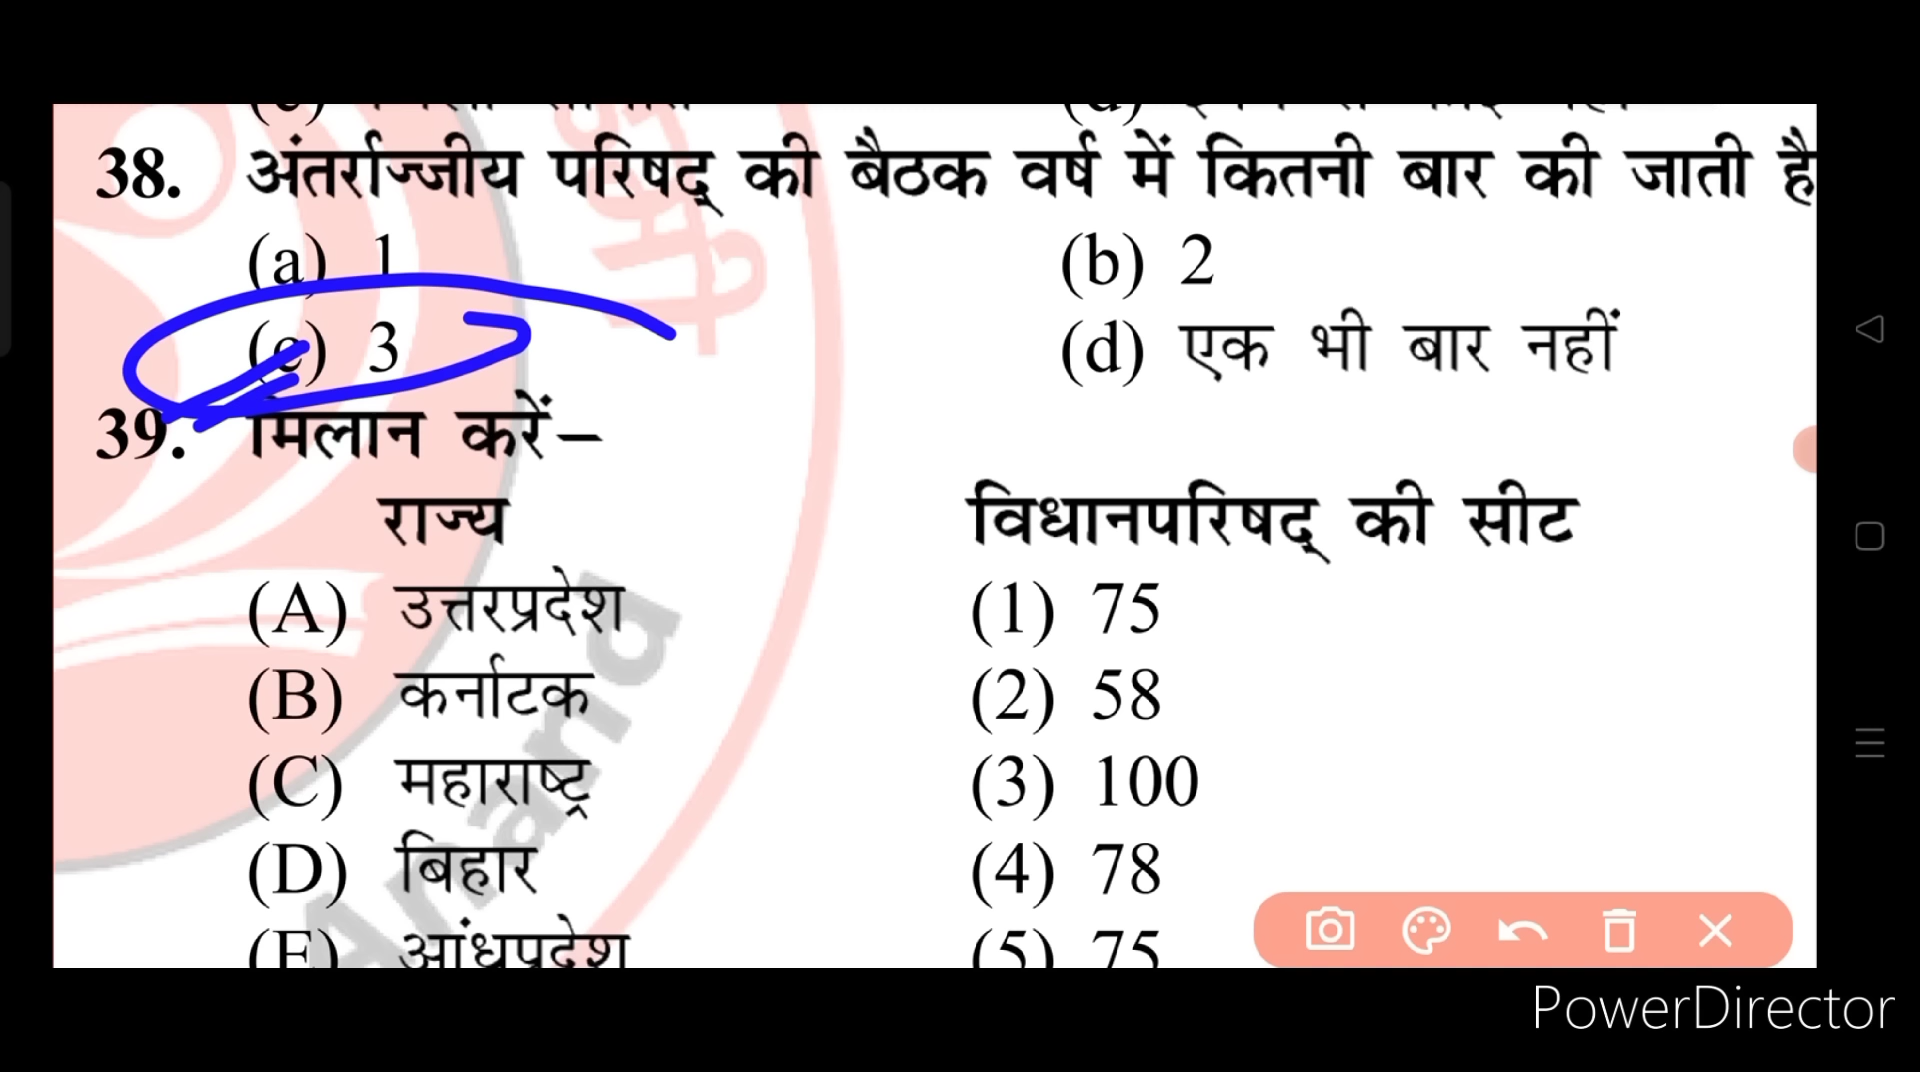 38. अंतर्राज्जीय परिषद् की बैठक वर्ष में कितनी बार की जाती है
(a) 1 (b) 2
(c) 3 (d) एक भी बार नहीं
39. मिलान करें–
राज्य विधानपरिषद् की सीट
(A) उत्तरप्रदेश (1) 75
(B) कर्नाटक (2) 58
(C) महाराष्ट्र (3) 100
(D) बिहार (4) 78
(E) आंध्रप्रदेश (5) 75
Anand
PowerDirector